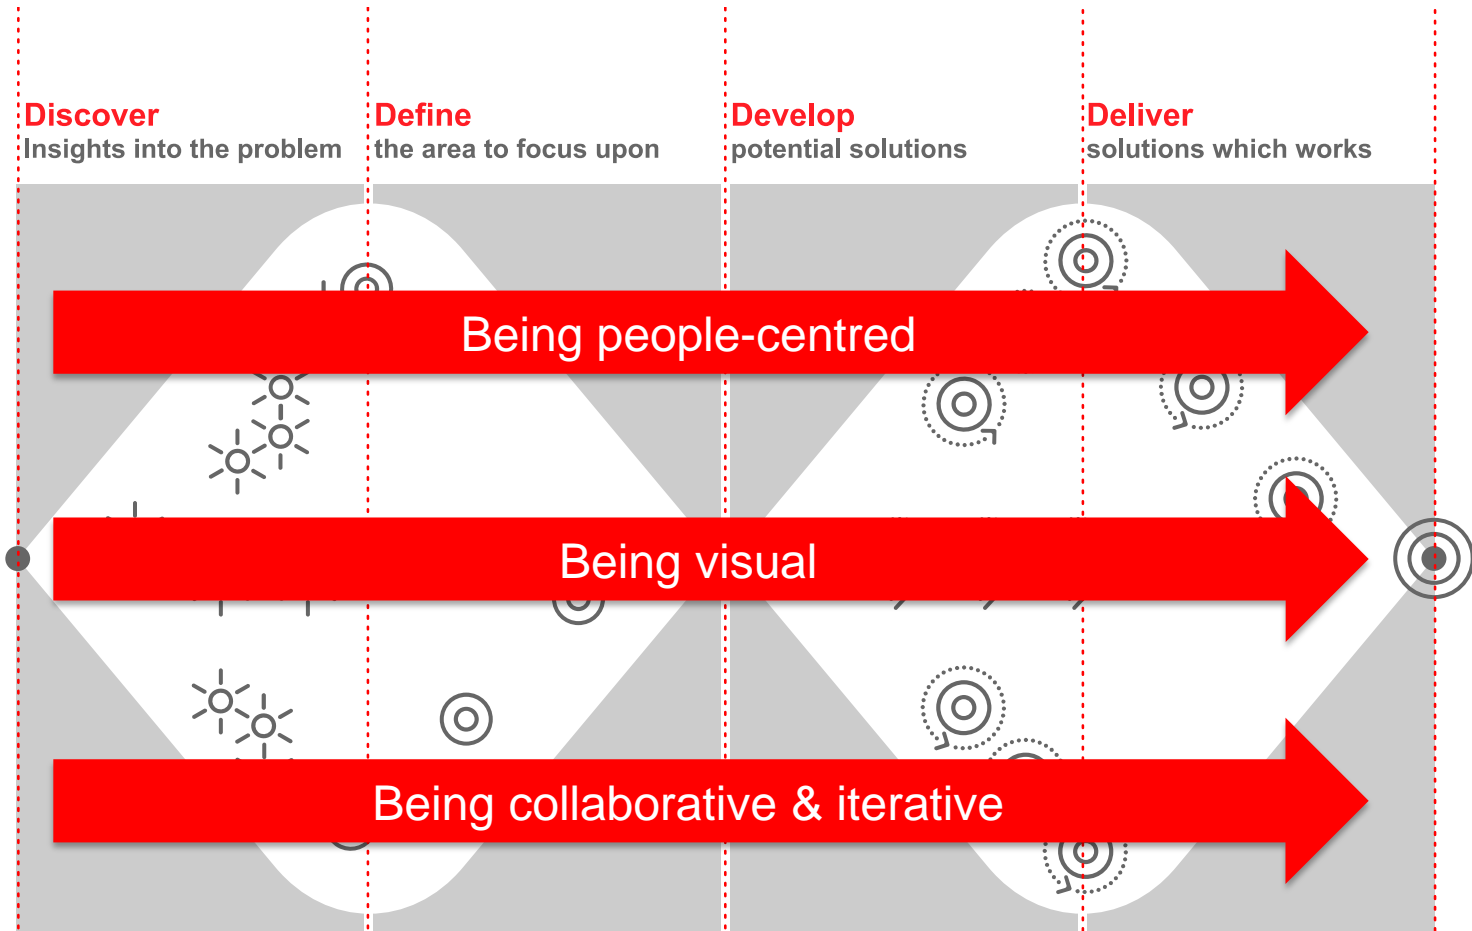 Discover
Insights into the problem
Define
the area to focus upon
Develop
potential solutions
Deliver
solutions which works
Being people-centred
Being visual
Being collaborative & iterative